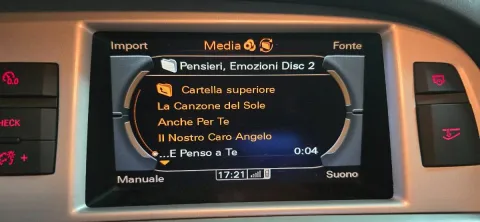 Import Media Fonte
Pensieri, Emozioni Disc 2
Cartella superiore
La Canzone del Sole
Anche Per Te
Il Nostro Caro Angelo
...E Penso a Te 0:04
Manuale 17:21 Suono
CHECK
+